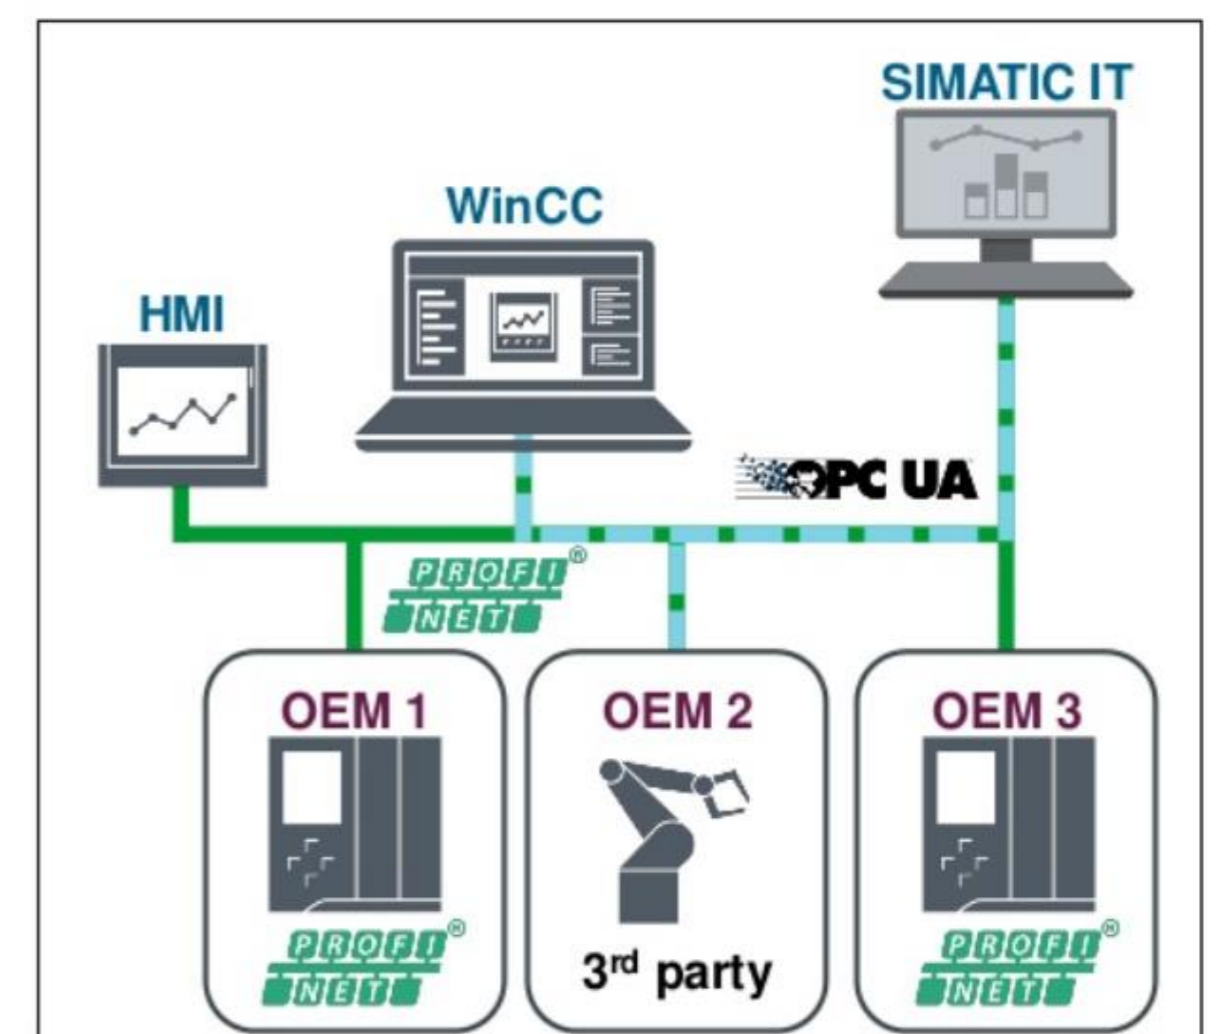 SIMATIC IT
WinCC
HMI
OPC UA
PROFI®
NET
OEM 1
OEM 2
OEM 3
PROFI®
NET
3rd party
PROFI®
NET